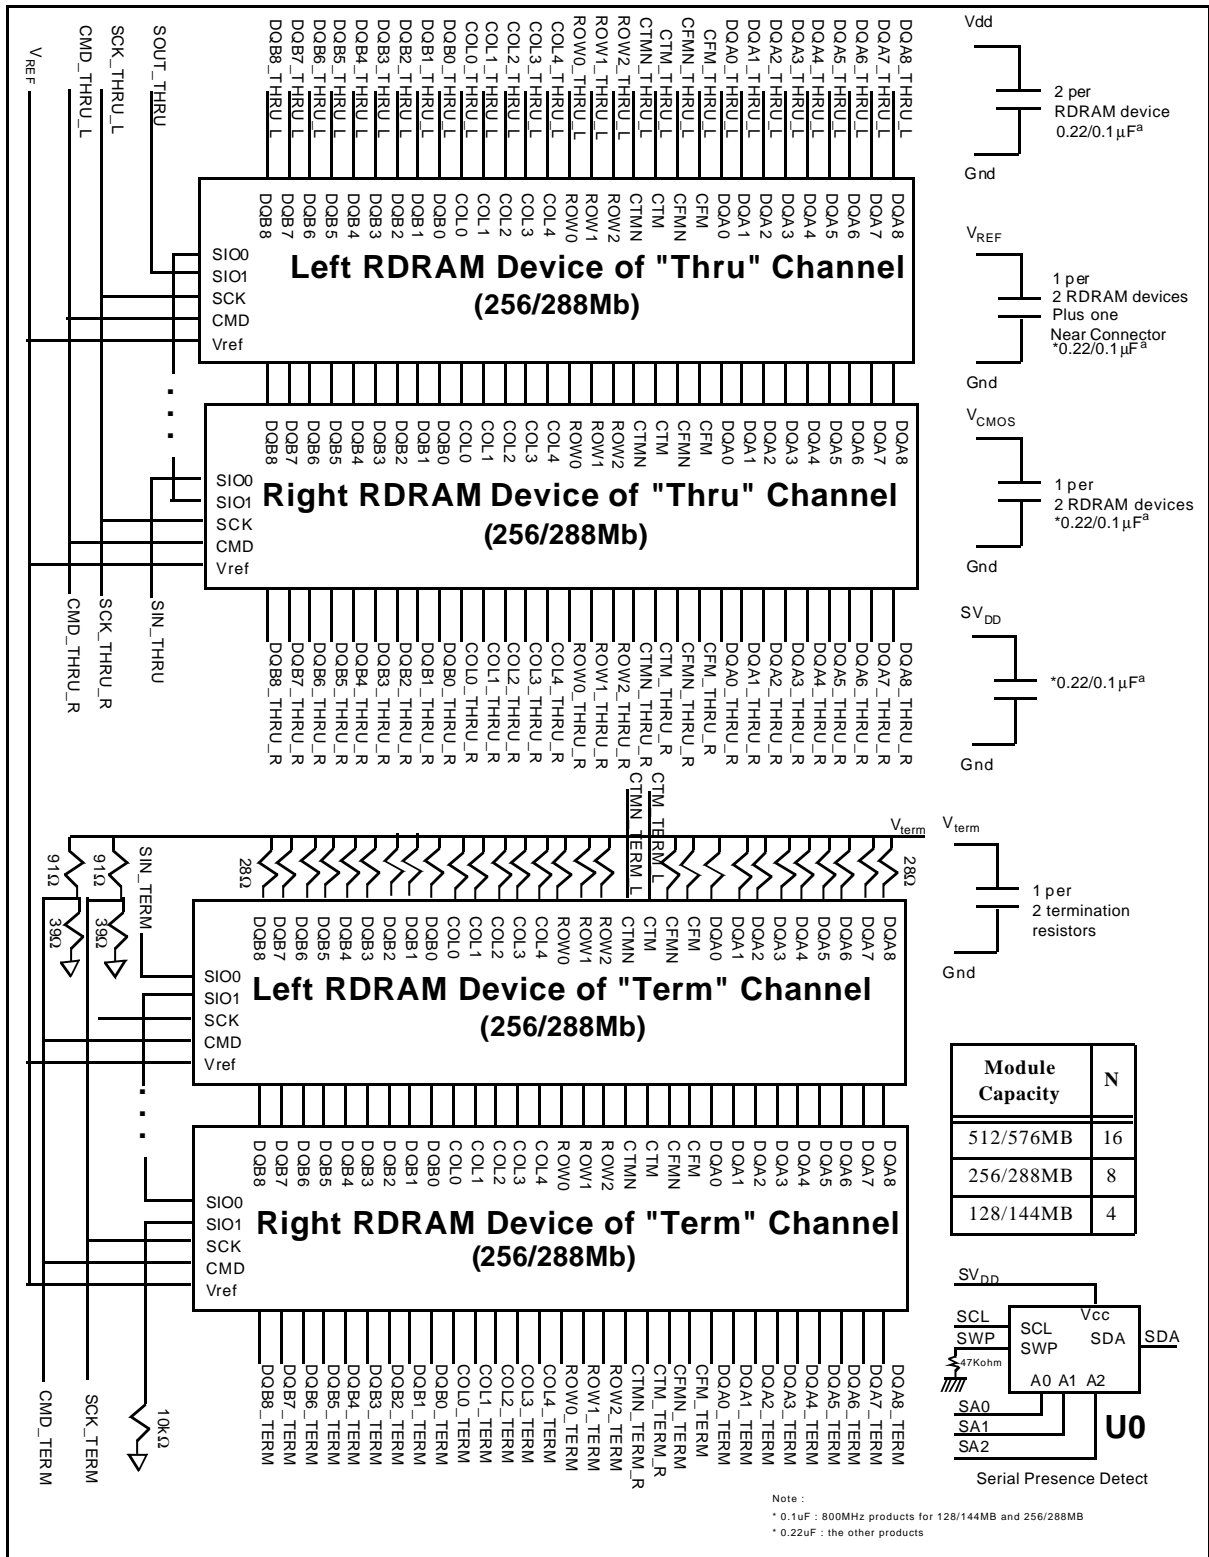 VREF
CMD_THRU_L
SCK_THRU_L
SOUT_THRU
DQB8_THRU_L
DQB7_THRU_L
DQB6_THRU_L
DQB5_THRU_L
DQB4_THRU_L
DQB3_THRU_L
DQB2_THRU_L
DQB1_THRU_L
DQB0_THRU_L
COL0_THRU_L
COL1_THRU_L
COL2_THRU_L
COL3_THRU_L
COL4_THRU_L
ROW0_THRU_L
ROW1_THRU_L
ROW2_THRU_L
CTMN_THRU_L
CTM_THRU_L
CFMN_THRU_L
CFM_THRU_L
DQA0_THRU_L
DQA1_THRU_L
DQA2_THRU_L
DQA3_THRU_L
DQA4_THRU_L
DQA5_THRU_L
DQA6_THRU_L
DQA7_THRU_L
DQA8_THRU_L
DQB8
DQB7
DQB6
DQB5
DQB4
DQB3
DQB2
DQB1
DQB0
COL0
COL1
COL2
COL3
COL4
ROW0
ROW1
ROW2
CTMN
CTM
CFMN
CFM
DQA0
DQA1
DQA2
DQA3
DQA4
DQA5
DQA6
DQA7
DQA8
SIO0
SIO1
SCK
CMD
Vref
Left RDRAM Device of "Thru" Channel
(256/288Mb)
DQB8
DQB7
DQB6
DQB5
DQB4
DQB3
DQB2
DQB1
DQB0
COL0
COL1
COL2
COL3
COL4
ROW0
ROW1
ROW2
CTMN
CTM
CFMN
CFM
DQA0
DQA1
DQA2
DQA3
DQA4
DQA5
DQA6
DQA7
DQA8
SIO0
SIO1
SCK
CMD
Vref
Right RDRAM Device of "Thru" Channel
(256/288Mb)
CMD_THRU_R
SCK_THRU_R
SIN_THRU
DQB8_THRU_R
DQB7_THRU_R
DQB6_THRU_R
DQB5_THRU_R
DQB4_THRU_R
DQB3_THRU_R
DQB2_THRU_R
DQB1_THRU_R
DQB0_THRU_R
COL0_THRU_R
COL1_THRU_R
COL2_THRU_R
COL3_THRU_R
COL4_THRU_R
ROW0_THRU_R
ROW1_THRU_R
ROW2_THRU_R
CTMN_THRU_R
CTM_THRU_R
CFMN_THRU_R
CFM_THRU_R
DQA0_THRU_R
DQA1_THRU_R
DQA2_THRU_R
DQA3_THRU_R
DQA4_THRU_R
DQA5_THRU_R
DQA6_THRU_R
DQA7_THRU_R
DQA8_THRU_R
CTMN_TERM_L
CTM_TERM_L
Vterm
91Ω
91Ω
39Ω
39Ω
SIN_TERM
28Ω
28Ω
DQB8
DQB7
DQB6
DQB5
DQB4
DQB3
DQB2
DQB1
DQB0
COL0
COL1
COL2
COL3
COL4
ROW0
ROW1
ROW2
CTMN
CTM
CFMN
CFM
DQA0
DQA1
DQA2
DQA3
DQA4
DQA5
DQA6
DQA7
DQA8
SIO0
SIO1
SCK
CMD
Vref
Left RDRAM Device of "Term" Channel
(256/288Mb)
DQB8
DQB7
DQB6
DQB5
DQB4
DQB3
DQB2
DQB1
DQB0
COL0
COL1
COL2
COL3
COL4
ROW0
ROW1
ROW2
CTMN
CTM
CFMN
CFM
DQA0
DQA1
DQA2
DQA3
DQA4
DQA5
DQA6
DQA7
DQA8
SIO0
SIO1
SCK
CMD
Vref
Right RDRAM Device of "Term" Channel
(256/288Mb)
CMD_TERM
SCK_TERM
10kΩ
DQB8_TERM
DQB7_TERM
DQB6_TERM
DQB5_TERM
DQB4_TERM
DQB3_TERM
DQB2_TERM
DQB1_TERM
DQB0_TERM
COL0_TERM
COL1_TERM
COL2_TERM
COL3_TERM
COL4_TERM
ROW0_TERM
ROW1_TERM
ROW2_TERM
CTMN_TERM_R
CTM_TERM_R
CFMN_TERM
CFM_TERM
DQA0_TERM
DQA1_TERM
DQA2_TERM
DQA3_TERM
DQA4_TERM
DQA5_TERM
DQA6_TERM
DQA7_TERM
DQA8_TERM
Vdd
2 per
RDRAM device
0.22/0.1µFa
Gnd
VREF
1 per
2 RDRAM devices
Plus one
Near Connector
*0.22/0.1µFa
Gnd
VCMOS
1 per
2 RDRAM devices
*0.22/0.1µFa
Gnd
SVDD
*0.22/0.1µFa
Gnd
Vterm
1 per
2 termination
resistors
Gnd
Module Capacity N
512/576MB 16
256/288MB 8
128/144MB 4
SVDD
Vcc
SCL
SCL
SWP
SWP
SDA
SDA
47Kohm
A0 A1 A2
SA0
SA1
SA2
U0
Serial Presence Detect
Note :
* 0.1uF : 800MHz products for 128/144MB and 256/288MB
* 0.22uF : the other products